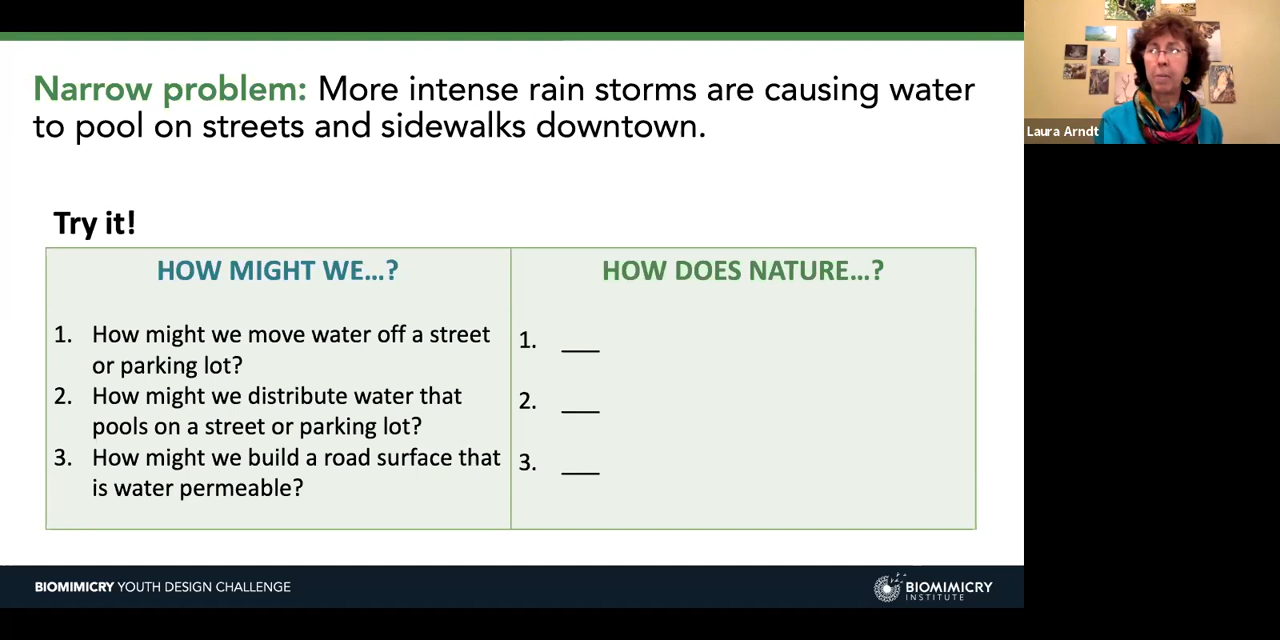 Narrow problem: More intense rain storms are causing water
to pool on streets and sidewalks downtown.
Try it!
HOW MIGHT WE...?
1. How might we move water off a street
or parking lot?
2. How might we distribute water that
pools on a street or parking lot?
3. How might we build a road surface that
is water permeable?
HOW DOES NATURE...?
1. ___
2. ___
3. ___
BIOMIMICRY YOUTH DESIGN CHALLENGE
BIOMIMICRY
INSTITUTE
Laura Arndt